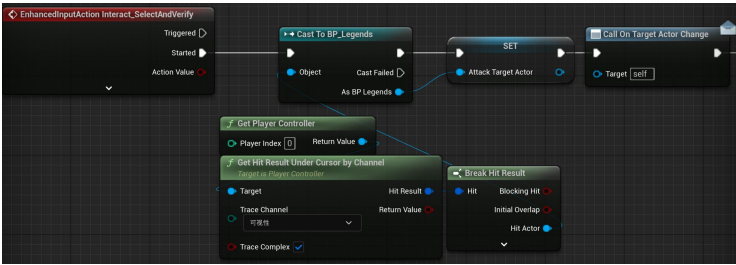 EnhancedInputAction Interact_SelectAndVerify
Triggered
Started
Action Value
Cast To BP_Legends
Object
Cast Failed
As BP Legends
SET
Attack Target Actor
Call On Target Actor Change
Target self
Get Player Controller
Player Index 0
Return Value
Get Hit Result Under Cursor by Channel
Target is Player Controller
Target
Hit Result
Trace Channel
Return Value
可视性
Trace Complex
Break Hit Result
Hit
Blocking Hit
Initial Overlap
Hit Actor